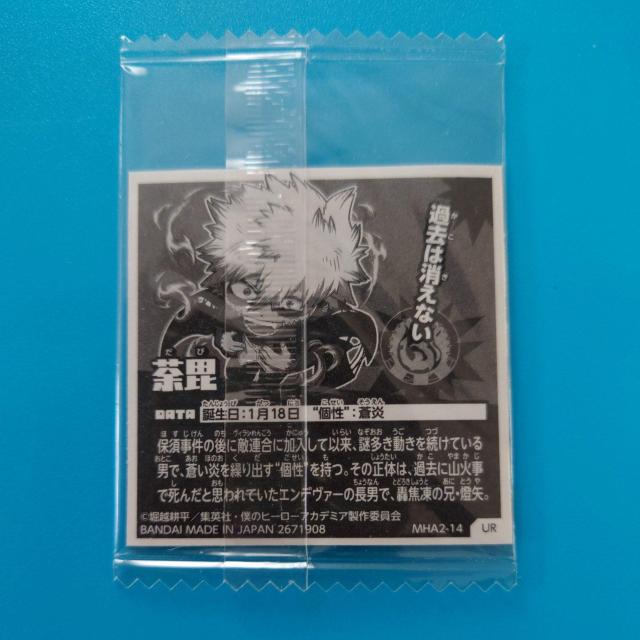 過去は消えない
荼毘
DATA 誕生日：1月18日 “個性”：蒼炎
保須事件の後に敵連合に加入して以来、謎多き動きを続けている
男で、蒼い炎を繰り出す“個性”を持つ。その正体は、過去に山火事
で死んだと思われていたエンデヴァーの長男で、轟焦凍の兄・燈矢。
©堀越耕平／集英社・僕のヒーローアカデミア製作委員会
BANDAI MADE IN JAPAN 2671908
MHA2-14 UR